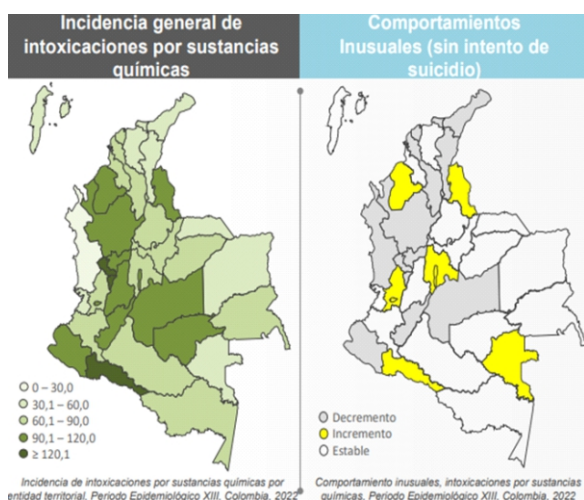 Incidencia general de
intoxicaciones por sustancias
químicas
Comportamientos
Inusuales (sin intento de
suicidio)
0 – 30,0
30,1 – 60,0
60,1 – 90,0
90,1 – 120,0
≥ 120,1
Decremento
Incremento
Estable
Incidencia de intoxicaciones por sustancias químicas por
entidad territorial. Periodo Epidemiológico XIII. Colombia, 2022
Comportamiento inusuales, intoxicaciones por sustancias
químicas. Periodo Epidemiológico XIII. Colombia, 2022